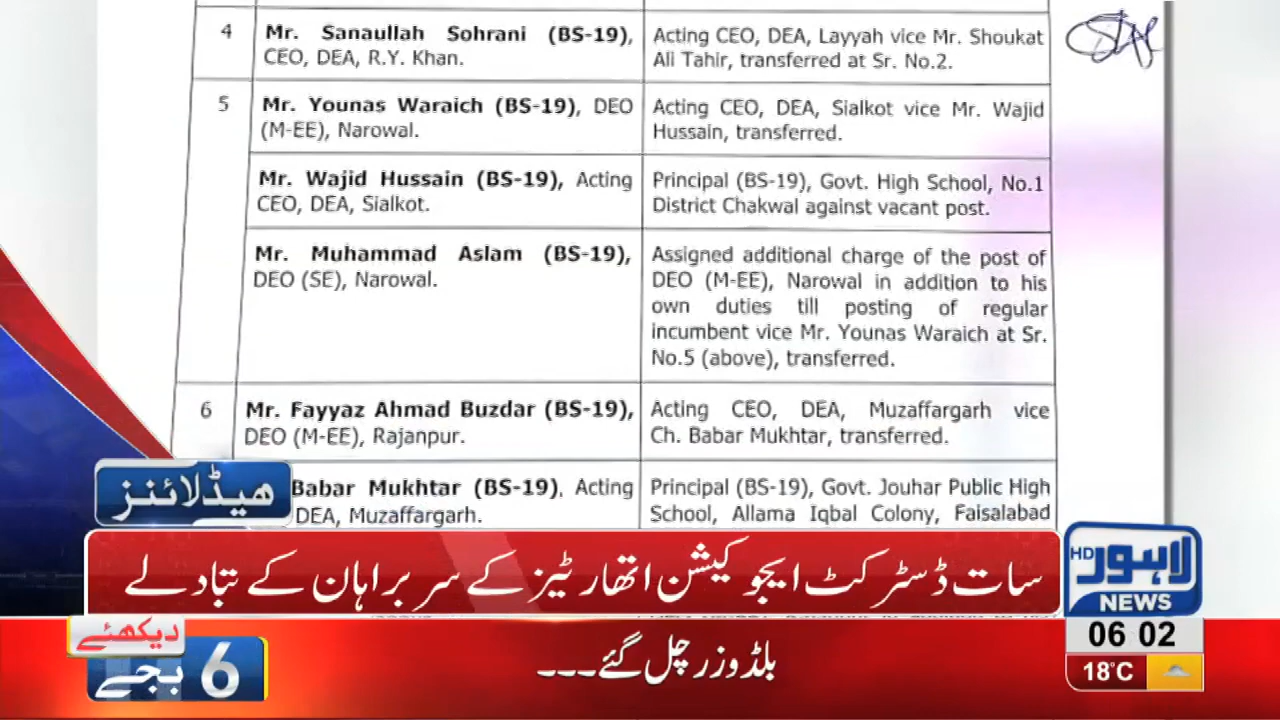 4
Mr. Sanaullah Sohrani (BS-19),
CEO, DEA, R.Y. Khan.
Acting CEO, DEA, Layyah vice Mr. Shoukat
Ali Tahir, transferred at Sr. No.2.
5
Mr. Younas Waraich (BS-19), DEO
(M-EE), Narowal.
Acting CEO, DEA, Sialkot vice Mr. Wajid
Hussain, transferred.
Mr. Wajid Hussain (BS-19), Acting
CEO, DEA, Sialkot.
Principal (BS-19), Govt. High School, No.1
District Chakwal against vacant post.
Mr. Muhammad Aslam (BS-19),
DEO (SE), Narowal.
Assigned additional charge of the post of
DEO (M-EE), Narowal in addition to his
own duties till posting of regular
incumbent vice Mr. Younas Waraich at Sr.
No.5 (above), transferred.
6
Mr. Fayyaz Ahmad Buzdar (BS-19),
DEO (M-EE), Rajanpur.
Acting CEO, DEA, Muzaffargarh vice
Ch. Babar Mukhtar, transferred.
Babar Mukhtar (BS-19), Acting
DEA, Muzaffargarh.
Principal (BS-19), Govt. Jouhar Public High
School, Allama Iqbal Colony, Faisalabad
ہیڈلائنز
سات ڈسٹرکٹ ایجوکیشن اتھارٹیز کے سربراہان کے تبادلے
HD لاہور
NEWS
06 02
18°C
دیکھئے
6 بجے
بلڈوزر چل گئے۔۔۔